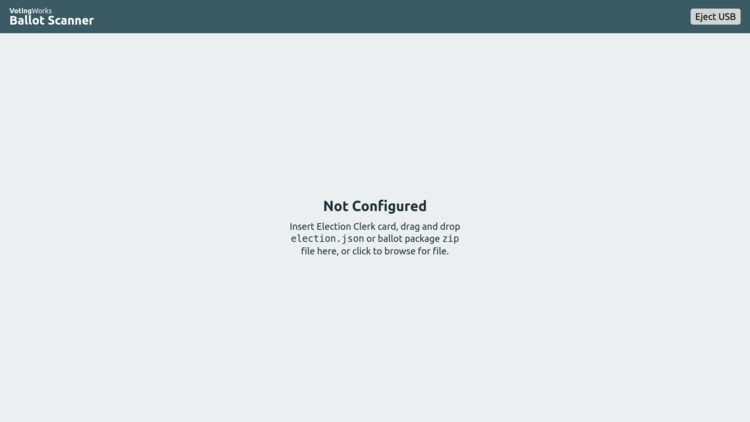 VotingWorks
Ballot Scanner
Eject USB
Not Configured
Insert Election Clerk card, drag and drop
election.json or ballot package zip
file here, or click to browse for file.